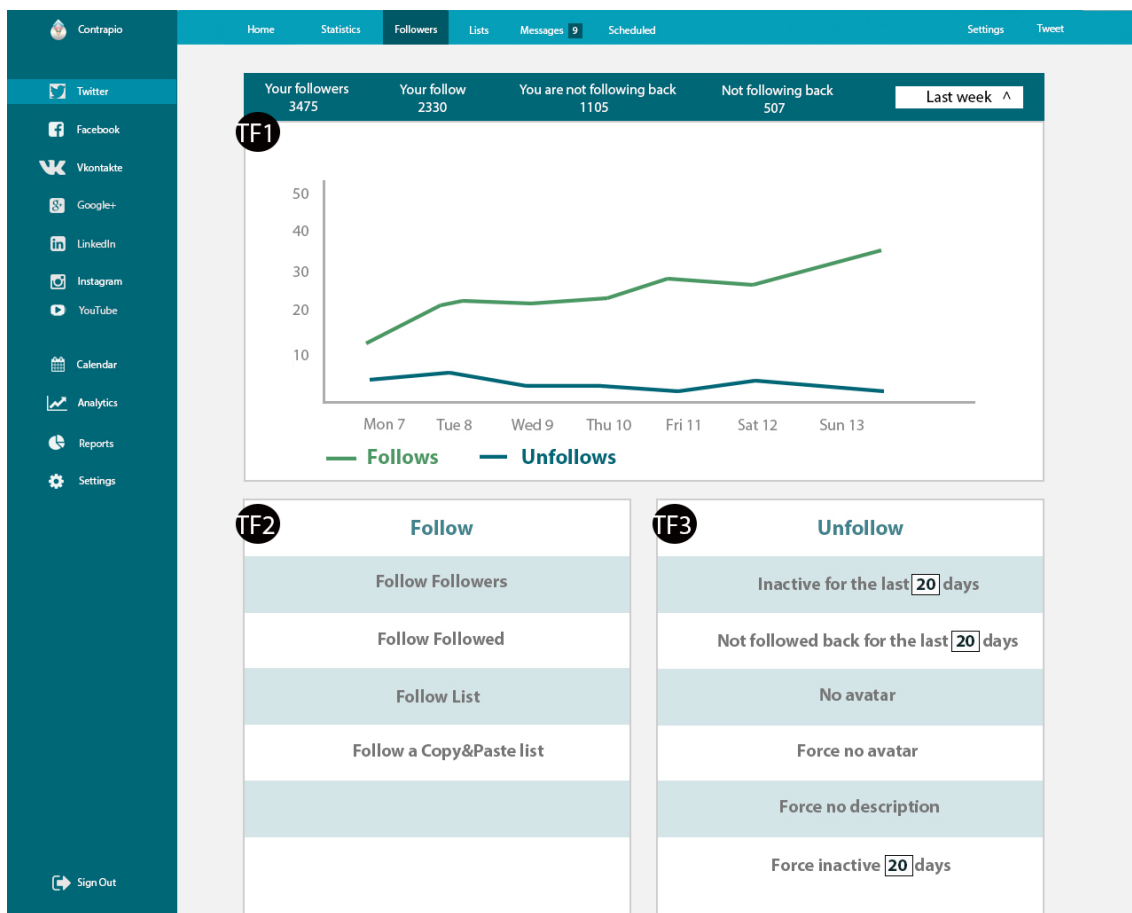 Contrapio
Home Statistics Followers Lists Messages 9 Scheduled Settings Tweet
Twitter
Facebook
Vkontakte
Google+
LinkedIn
Instagram
YouTube
Calendar
Analytics
Reports
Settings
Sign Out
Your followers Your follow You are not following back Not following back
3475 2330 1105 507
Last week ^
TF1
50
40
30
20
10
Mon 7 Tue 8 Wed 9 Thu 10 Fri 11 Sat 12 Sun 13
Follows Unfollows
TF2
Follow
Follow Followers
Follow Followed
Follow List
Follow a Copy&Paste list
TF3
Unfollow
Inactive for the last 20 days
Not followed back for the last 20 days
No avatar
Force no avatar
Force no description
Force inactive 20 days